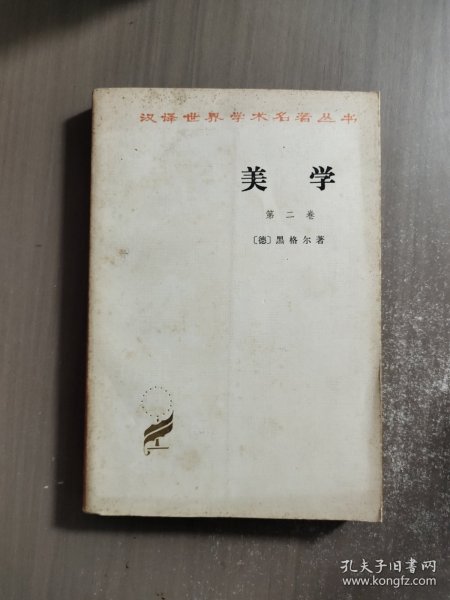 汉译世界学术名著丛书
美学
第二卷
〔德〕黑格尔著
孔夫子旧书网
www.kongfz.com